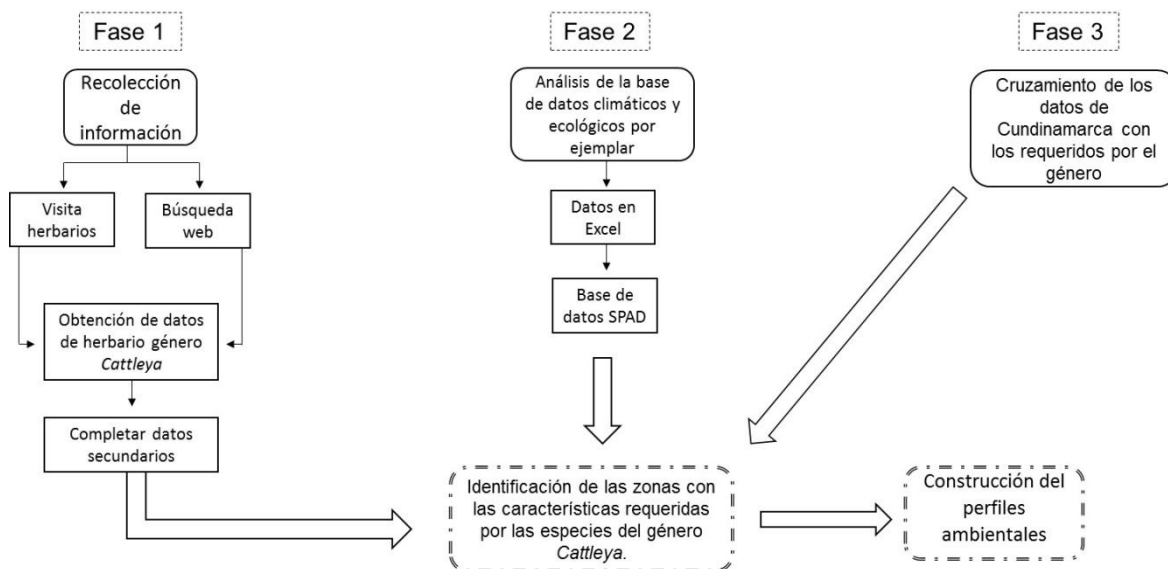 Fase 1
Recolección
de
información
Visita
herbarios
Búsqueda
web
Obtención de datos
de herbario género
Cattleya
Completar datos
secundarios
Fase 2
Análisis de la base
de datos climáticos y
ecológicos por
ejemplar
Datos en
Excel
Base de
datos SPAD
Identificación de las zonas con
las características requeridas
por las especies del género
Cattleya.
Fase 3
Cruzamiento de los
datos de
Cundinamarca con
los requeridos por el
género
Construcción del
perfiles
ambientales